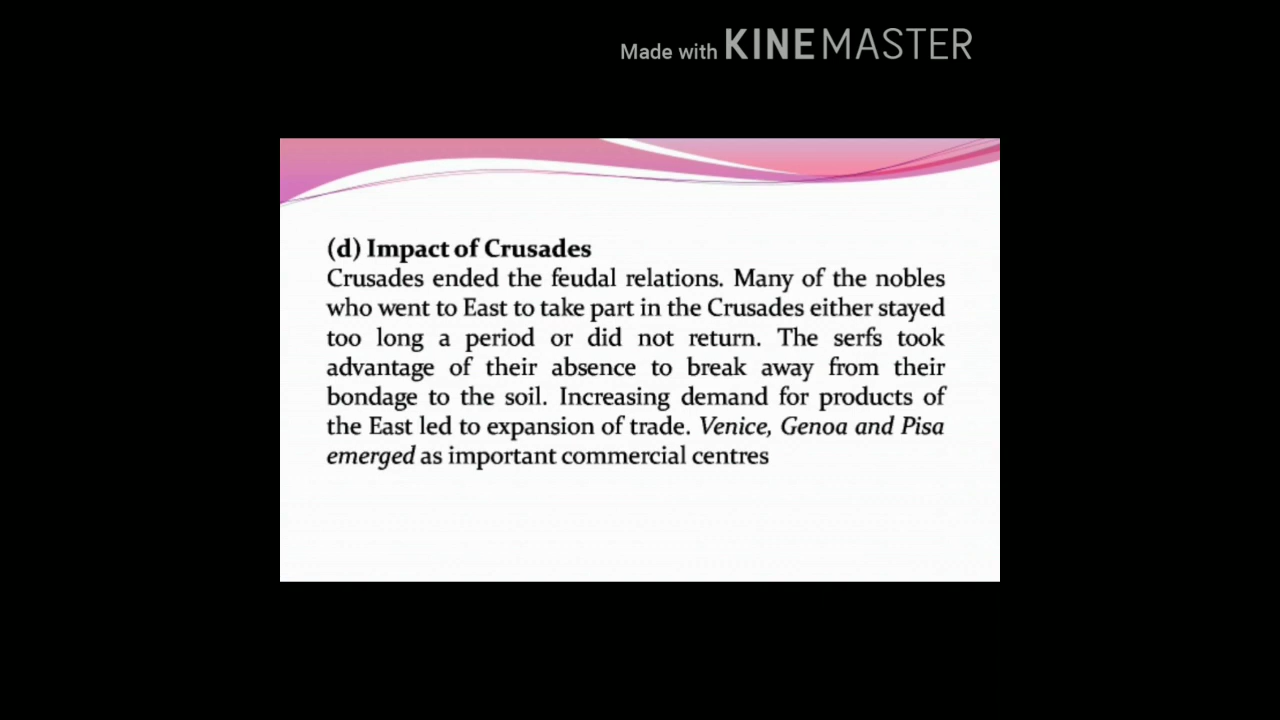 Made with KINEMASTER
(d) Impact of Crusades
Crusades ended the feudal relations. Many of the nobles
who went to East to take part in the Crusades either stayed
too long a period or did not return. The serfs took
advantage of their absence to break away from their
bondage to the soil. Increasing demand for products of
the East led to expansion of trade. Venice, Genoa and Pisa
emerged as important commercial centres